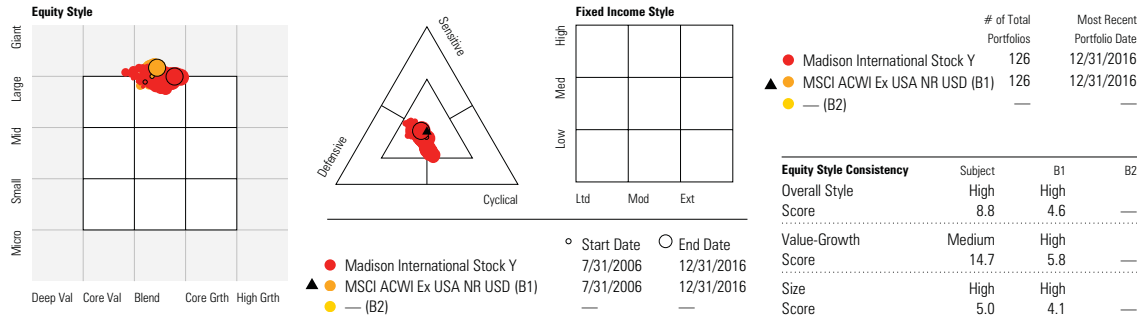 Equity Style
Giant
Large
Mid
Small
Micro
Deep Val Core Val Blend Core Grth High Grth
Sensitive
Defensive
Cyclical
Fixed Income Style
High
Med
Low
Ltd Mod Ext
Start Date End Date
Madison International Stock Y 7/31/2006 12/31/2016
MSCI ACWI Ex USA NR USD (B1) 7/31/2006 12/31/2016
— (B2) — —
# of Total Most Recent
Portfolios Portfolio Date
Madison International Stock Y 126 12/31/2016
MSCI ACWI Ex USA NR USD (B1) 126 12/31/2016
— (B2) — —
Equity Style Consistency Subject B1 B2
Overall Style High High
Score 8.8 4.6 —
Value-Growth Medium High
Score 14.7 5.8 —
Size High High
Score 5.0 4.1 —